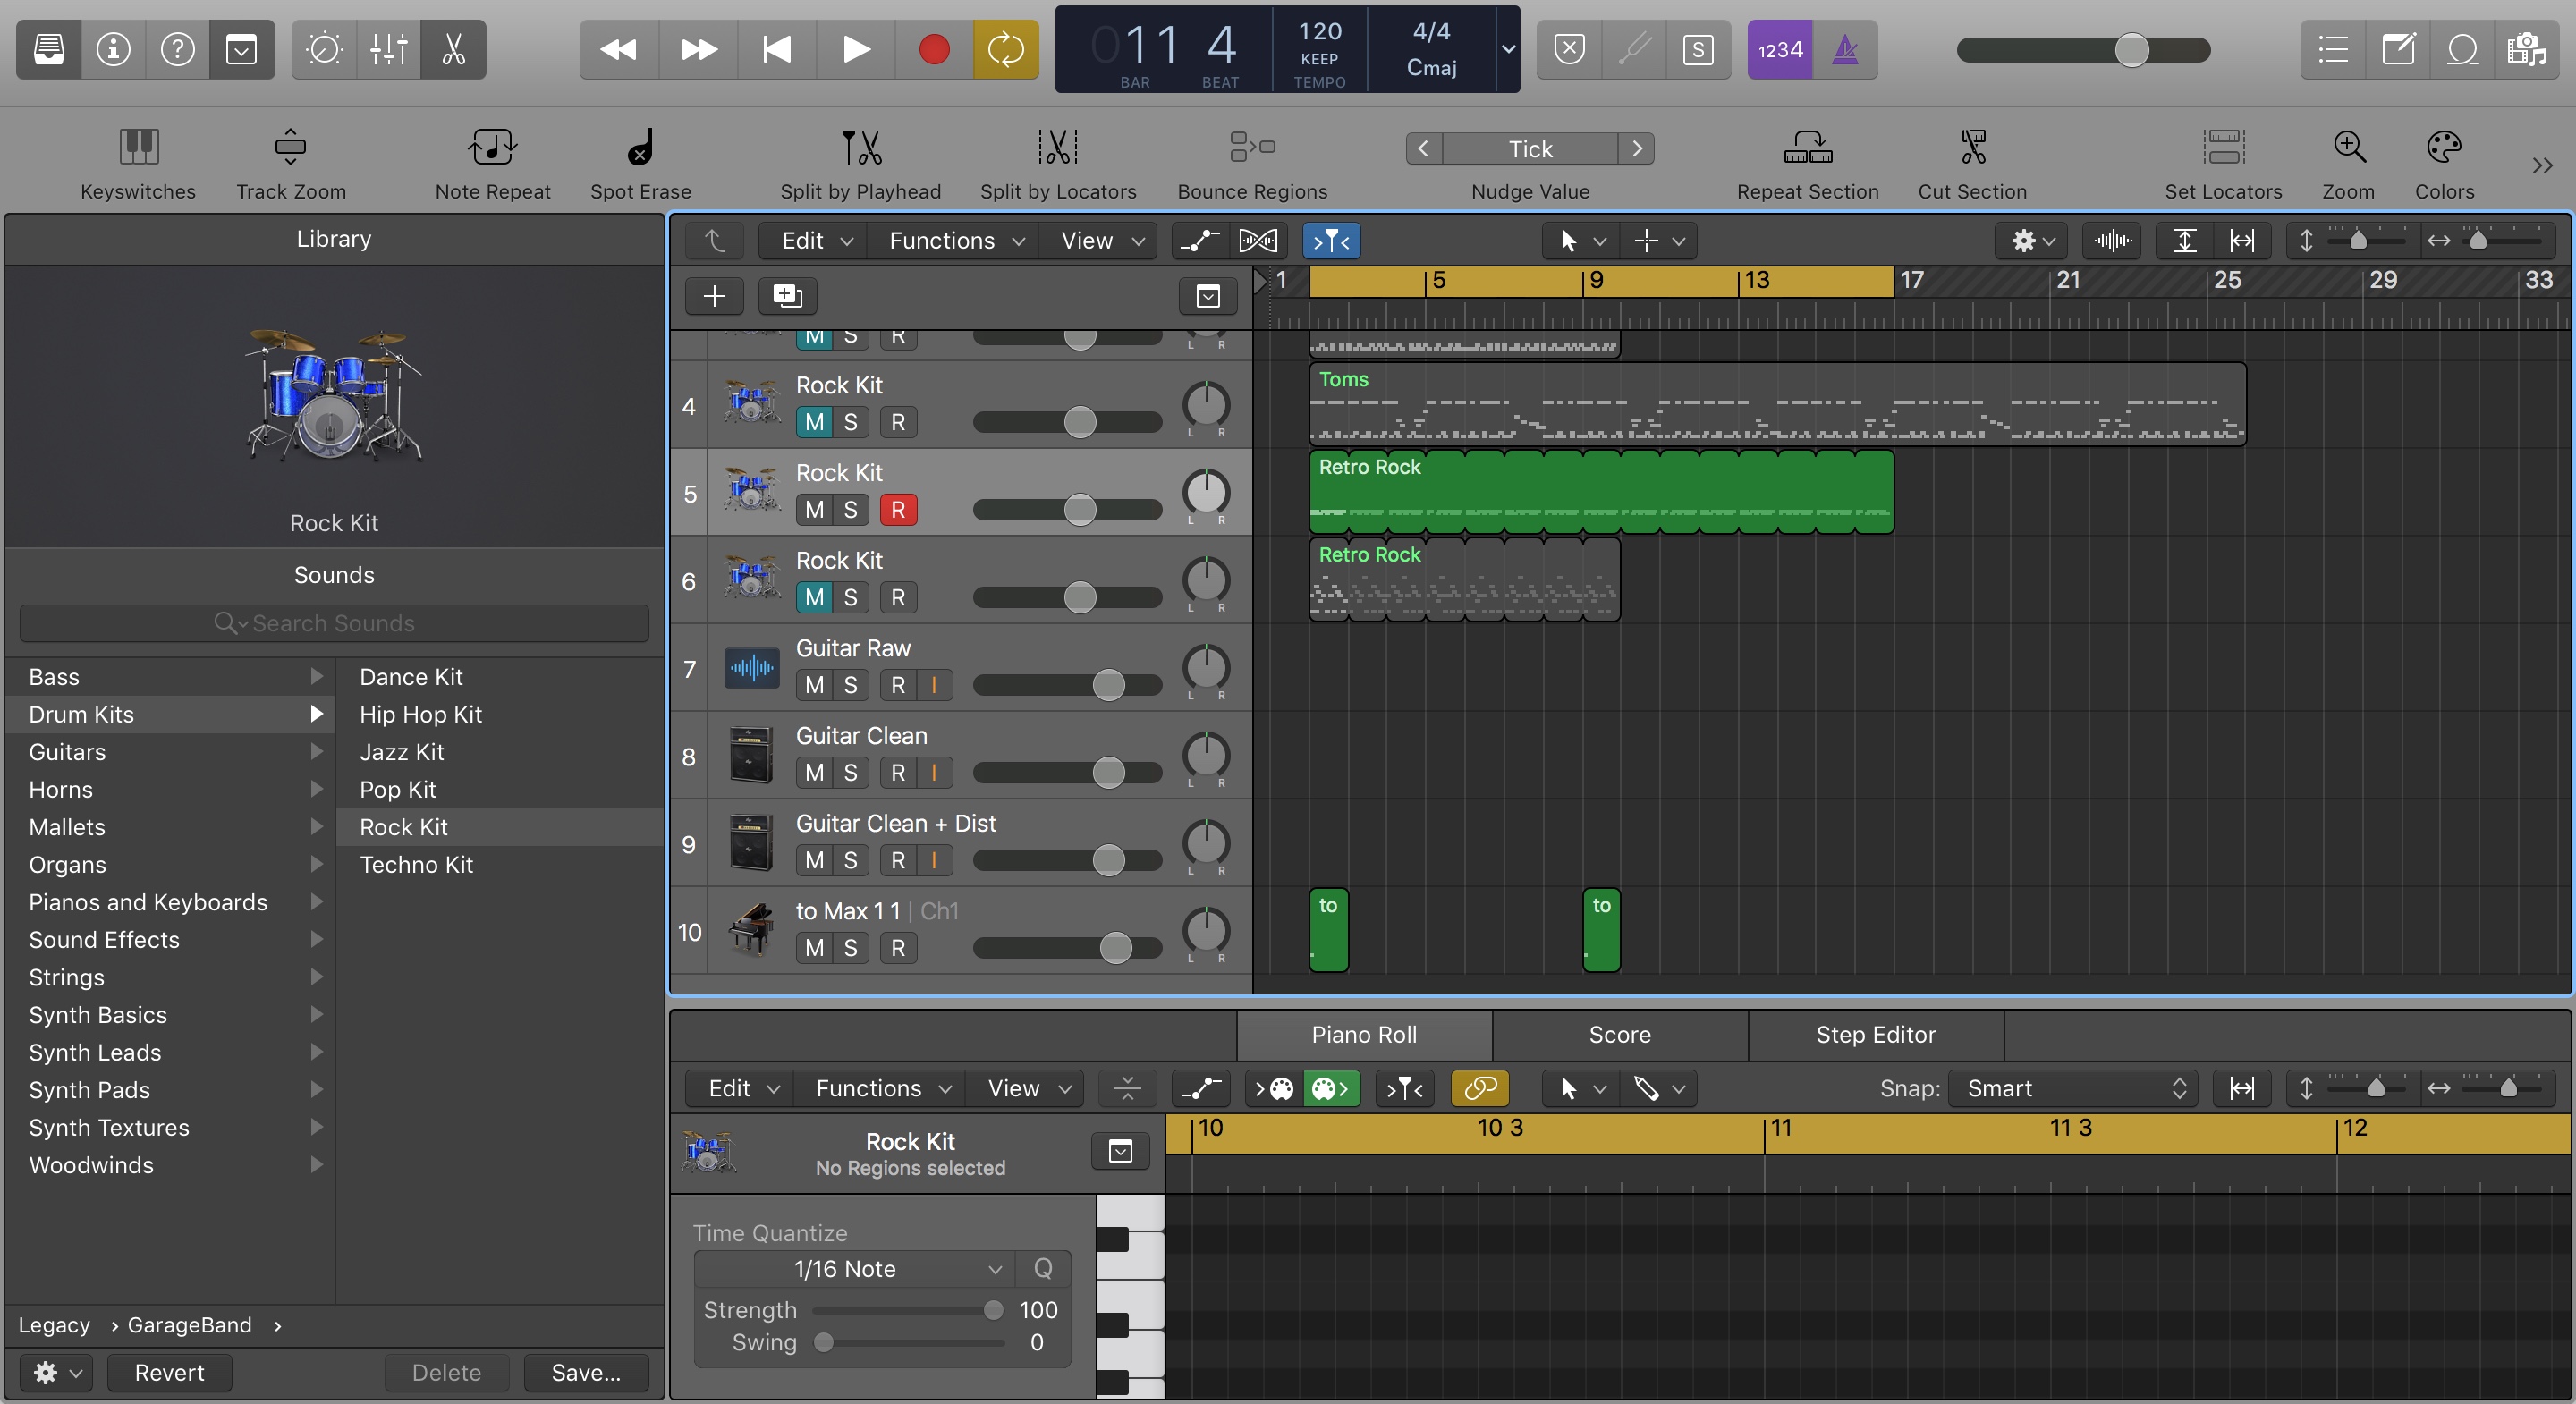 011 4
BAR BEAT
120
KEEP
TEMPO
4/4
Cmaj
S
1234
Keyswitches
Track Zoom
Note Repeat
Spot Erase
Split by Playhead
Split by Locators
Bounce Regions
Tick
Nudge Value
Repeat Section
Cut Section
Set Locators
Zoom
Colors
Library
Rock Kit
Sounds
Search Sounds
Bass
Drum Kits
Guitars
Horns
Mallets
Organs
Pianos and Keyboards
Sound Effects
Strings
Synth Basics
Synth Leads
Synth Pads
Synth Textures
Woodwinds
Dance Kit
Hip Hop Kit
Jazz Kit
Pop Kit
Rock Kit
Techno Kit
Legacy › GarageBand ›
Revert
Delete
Save...
Edit Functions View
1 5 9 13 17 21 25 29 33
M S R L R
4 Rock Kit
M S R L R
Toms
5 Rock Kit
M S R L R
Retro Rock
6 Rock Kit
M S R L R
Retro Rock
7 Guitar Raw
M S R I L R
8 Guitar Clean
M S R I L R
9 Guitar Clean + Dist
M S R I L R
10 to Max 1 1 | Ch1
M S R L R
to to
Piano Roll Score Step Editor
Edit Functions View
Snap: Smart
Rock Kit
No Regions selected
10 10 3 11 11 3 12
Time Quantize
1/16 Note Q
Strength 100
Swing 0